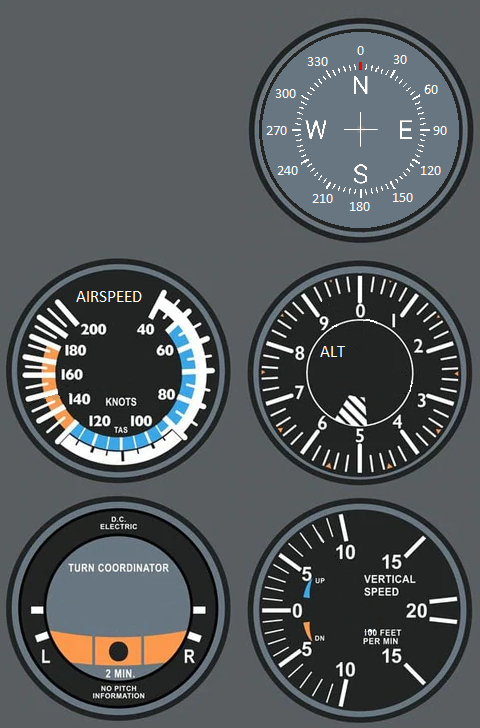 0
330 30
N
300 60
270 W E 90
240 120
S
210 150
180
AIRSPEED
200 40
180 60
160
140 80
KNOTS
120 100
TAS
0
9 1
ALT
8 2
7 3
6 4
5
D.C.
ELECTRIC
TURN COORDINATOR
L R
2 MIN.
NO PITCH
INFORMATION
10
15
5 UP
VERTICAL
SPEED
0 20
100 FEET
PER MIN
DN
5
15
10